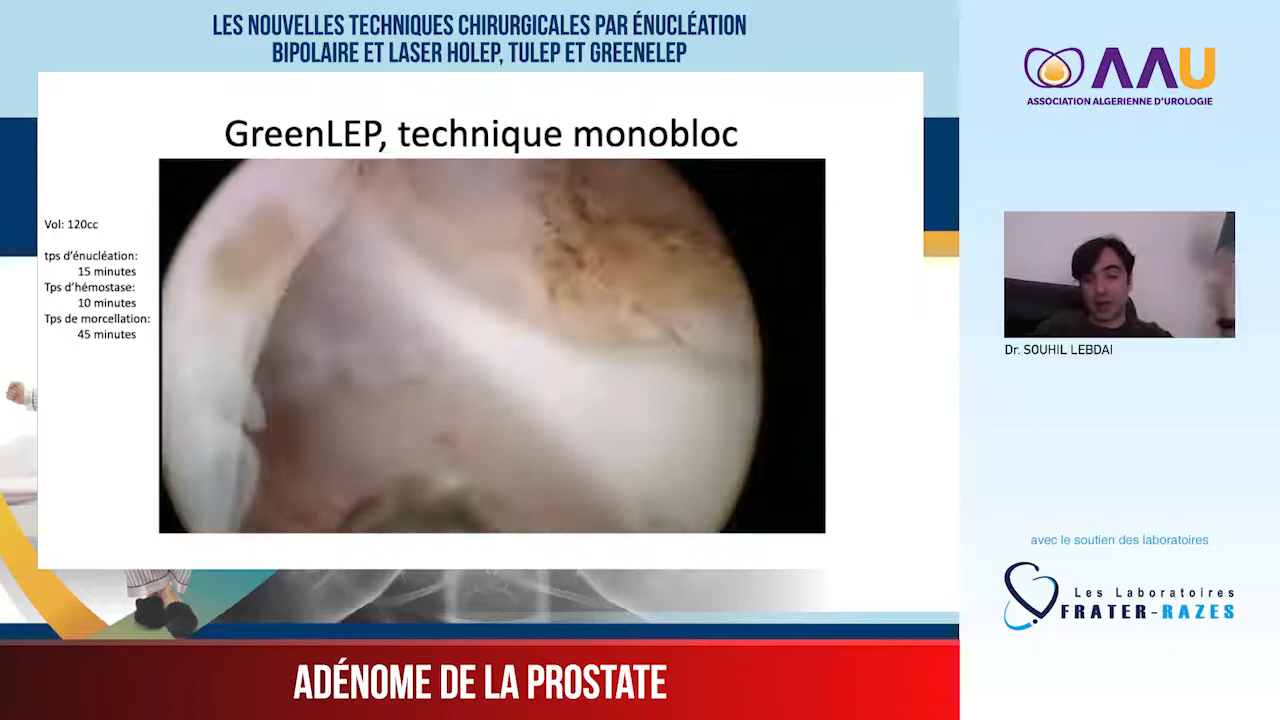 LES NOUVELLES TECHNIQUES CHIRURGICALES PAR ÉNUCLÉATION
BIPOLAIRE ET LASER HOLEP, TULEP ET GREENELEP
GreenLEP, technique monobloc
Vol: 120cc
tps d'énucléation:
15 minutes
Tps d'hémostase:
10 minutes
Tps de morcellation:
45 minutes
ADÉNOME DE LA PROSTATE
AAU
ASSOCIATION ALGERIENNE D'UROLOGIE
Dr. SOUHIL LEBDAI
avec le soutien des laboratoires
Les Laboratoires
FRATER-RAZES